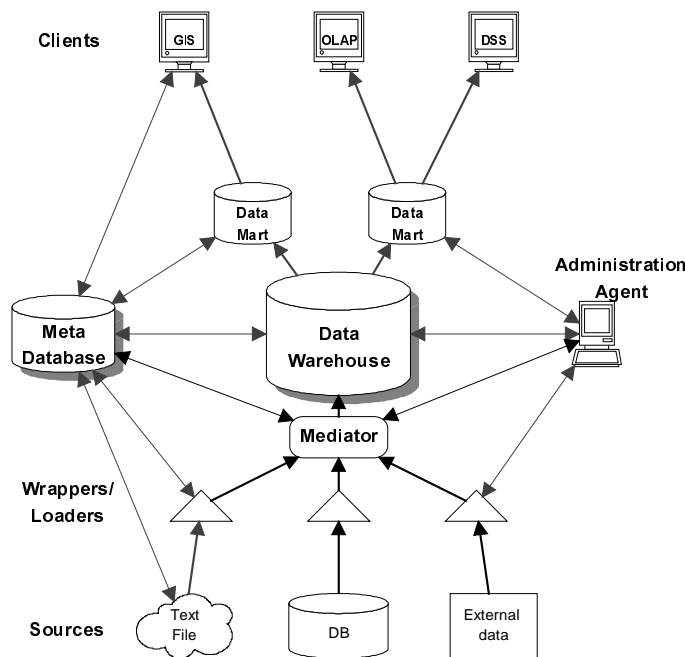 Clients
GIS
OLAP
DSS
Data
Mart
Data
Mart
Administration
Agent
Meta
Database
Data
Warehouse
Mediator
Wrappers/
Loaders
Sources
Text
File
DB
External
data